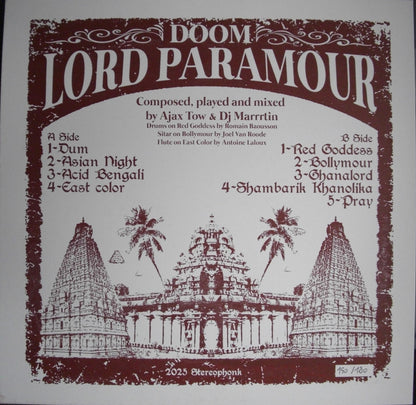 DOOM
LORD PARAMOUR
Composed, played and mixed
by Ajax Tow & Dj Marrrtin
Drums on Red Goddess by Romain Banousson
Sitar on Bollymour by Joel Van Roode
Flute on East Color by Antoine Laloux
A Side
1-Dum
2-Asian Night
3-Acid Bengali
4-East color
B Side
1-Red Goddess
2-Bollymour
3-Ghanalord
4-Shambarik Khanolika
5-Pray
2025 Stereophonk
150 /180